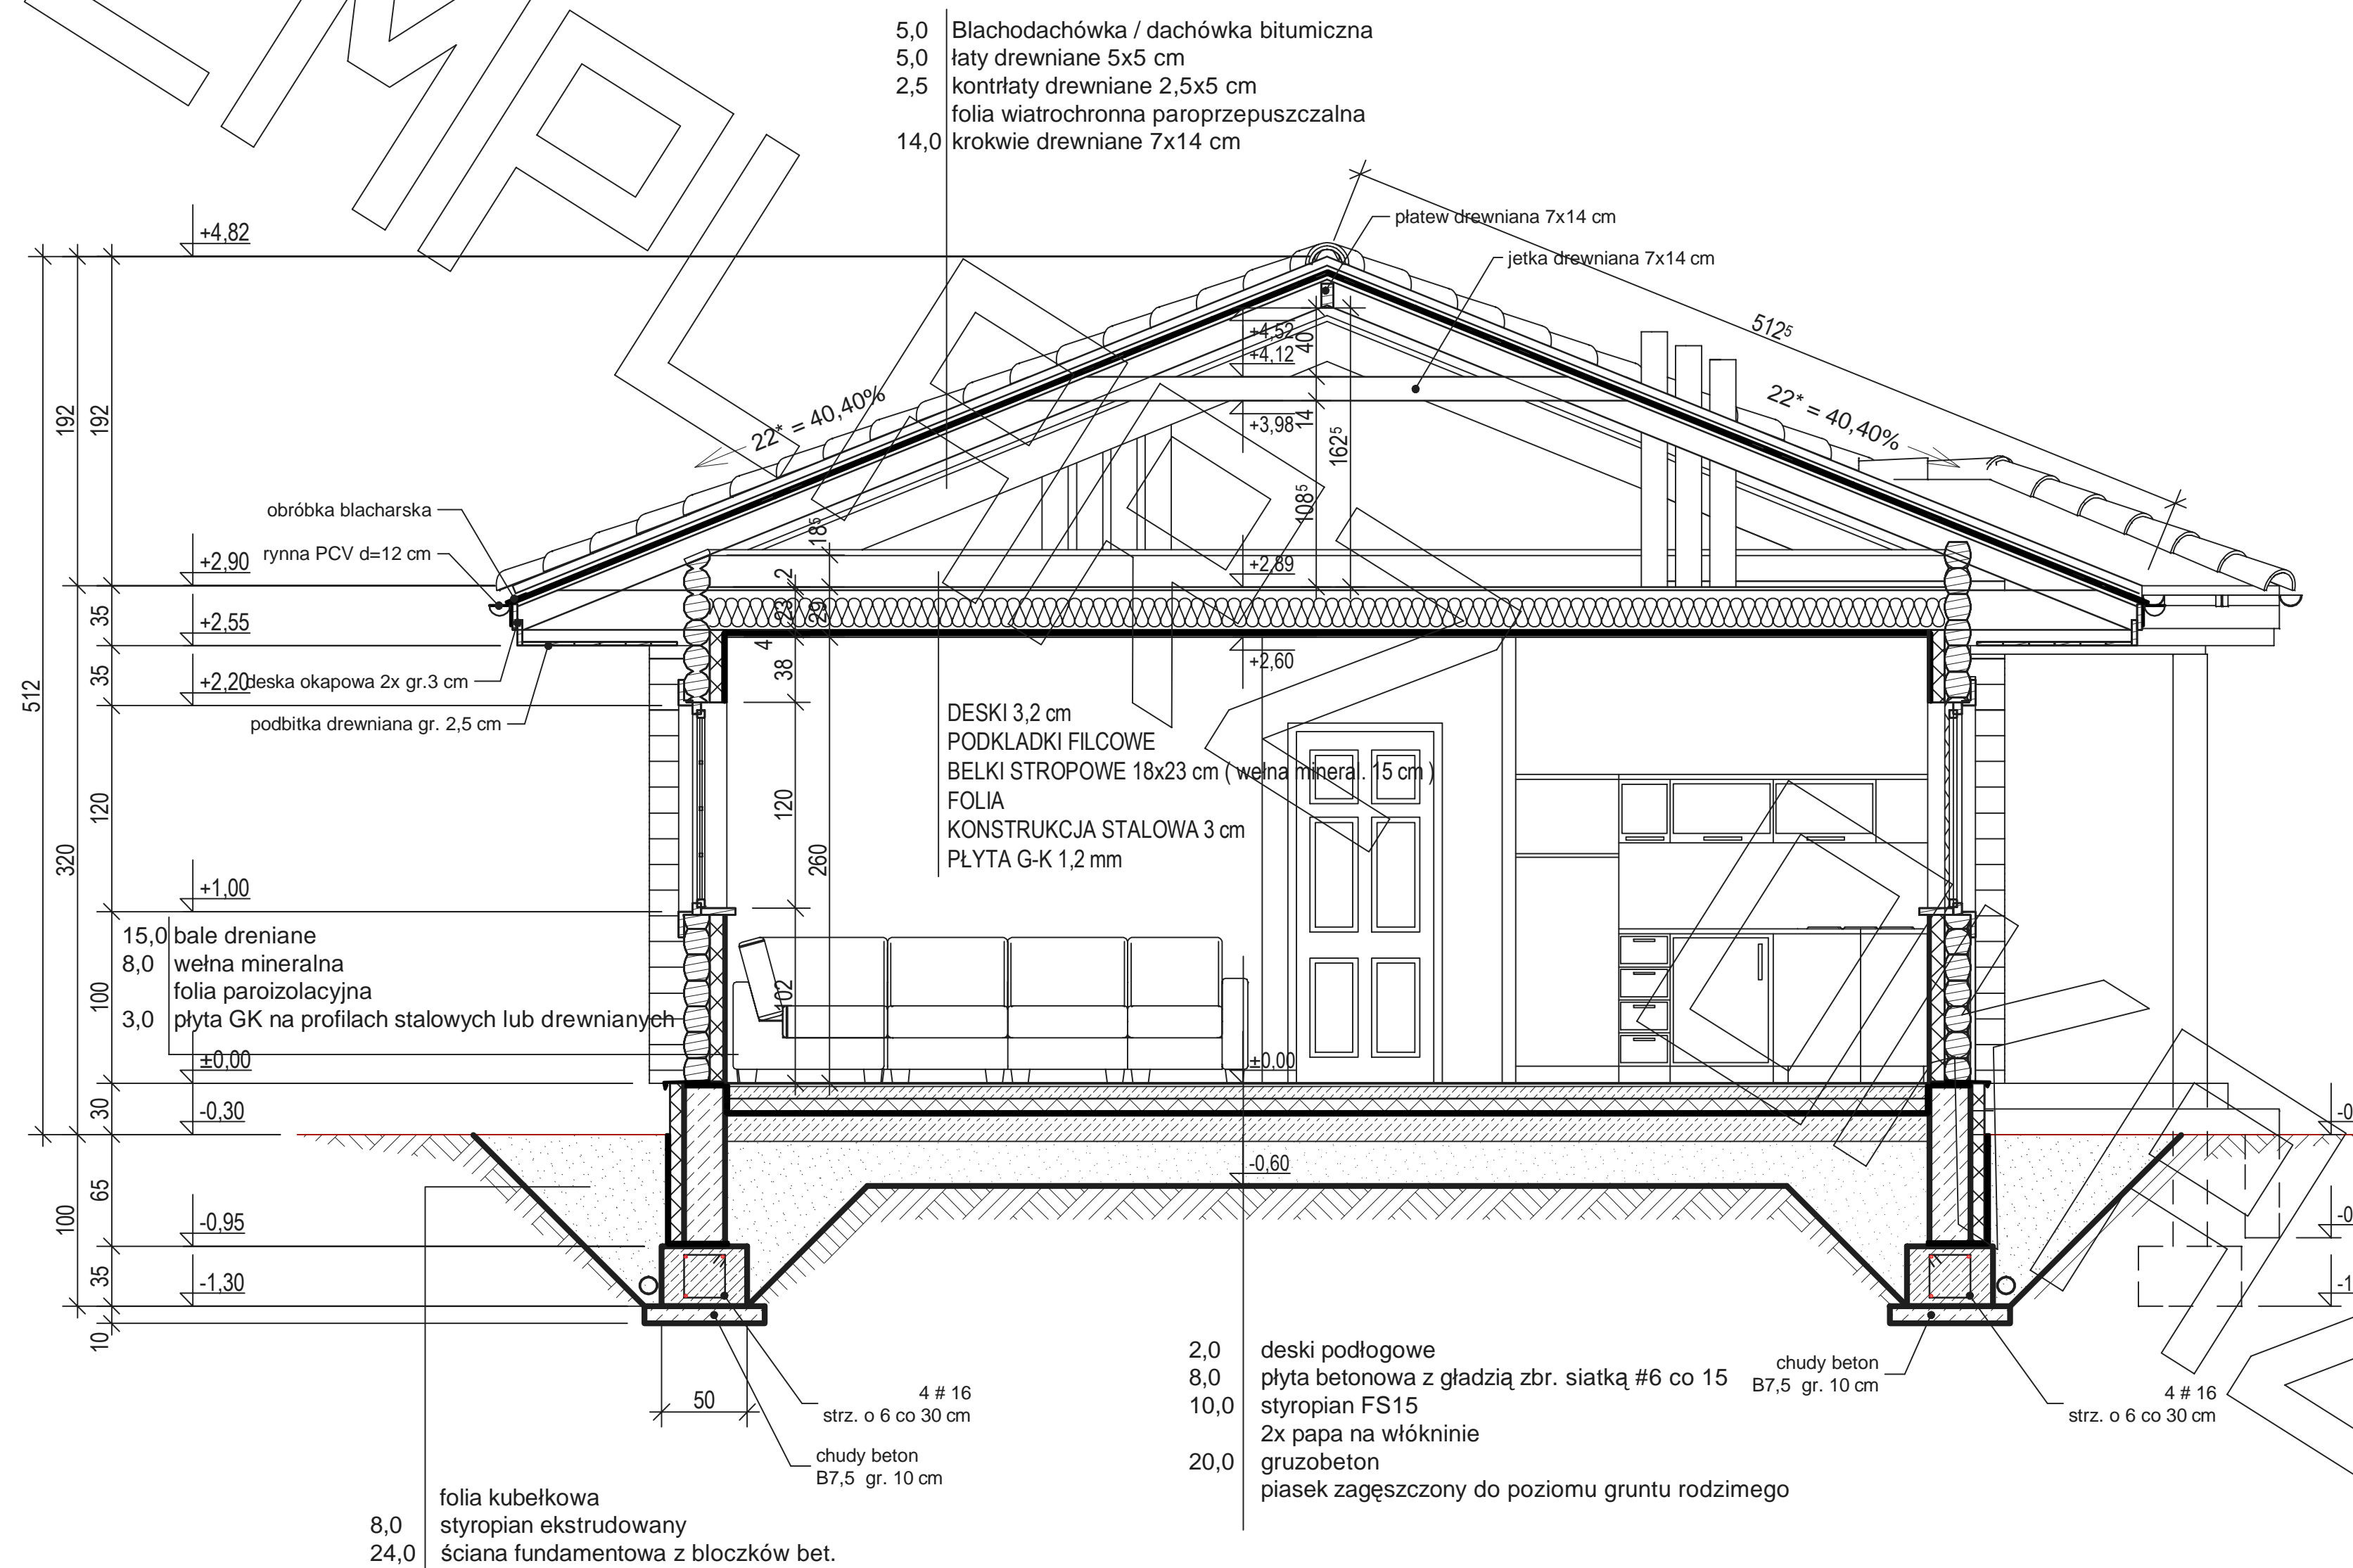 5,0 Blachodachówka / dachówka bitumiczna
5,0 łaty drewniane 5x5 cm
2,5 kontrłaty drewniane 2,5x5 cm
folia wiatrochronna paroprzepuszczalna
14,0 krokwie drewniane 7x14 cm
płatew drewniana 7x14 cm
jetka drewniana 7x14 cm
+4,82
512⁵
22* = 40,40%
22* = 40,40%
+4,52
40
+4,12
+3,98
14
162⁵
108⁵
192
192
18⁵
obróbka blacharska
rynna PCV d=12 cm
+2,90
+2,89
2
23
29
4
35
+2,55
+2,60
35
38
+2,20
deska okapowa 2x gr.3 cm
podbitka drewniana gr. 2,5 cm
512
320
120
120
260
DESKI 3,2 cm
PODKLADKI FILCOWE
BELKI STROPOWE 18x23 cm ( wełna mineral. 15 cm )
FOLIA
KONSTRUKCJA STALOWA 3 cm
PŁYTA G-K 1,2 mm
+1,00
15,0 bale dreniane
8,0 wełna mineralna
folia paroizolacyjna
3,0 płyta GK na profilach stalowych lub drewnianych
100
102
±0,00
±0,00
30
-0,30
-0,60
65
100
-0,95
35
-1,30
10
50
4 # 16
strz. o 6 co 30 cm
chudy beton
B7,5 gr. 10 cm
2,0 deski podłogowe
8,0 płyta betonowa z gładzią zbr. siatką #6 co 15
10,0 styropian FS15
2x papa na włókninie
20,0 gruzobeton
piasek zagęszczony do poziomu gruntu rodzimego
chudy beton
B7,5 gr. 10 cm
4 # 16
strz. o 6 co 30 cm
folia kubełkowa
8,0 styropian ekstrudowany
24,0 ściana fundamentowa z bloczków bet.